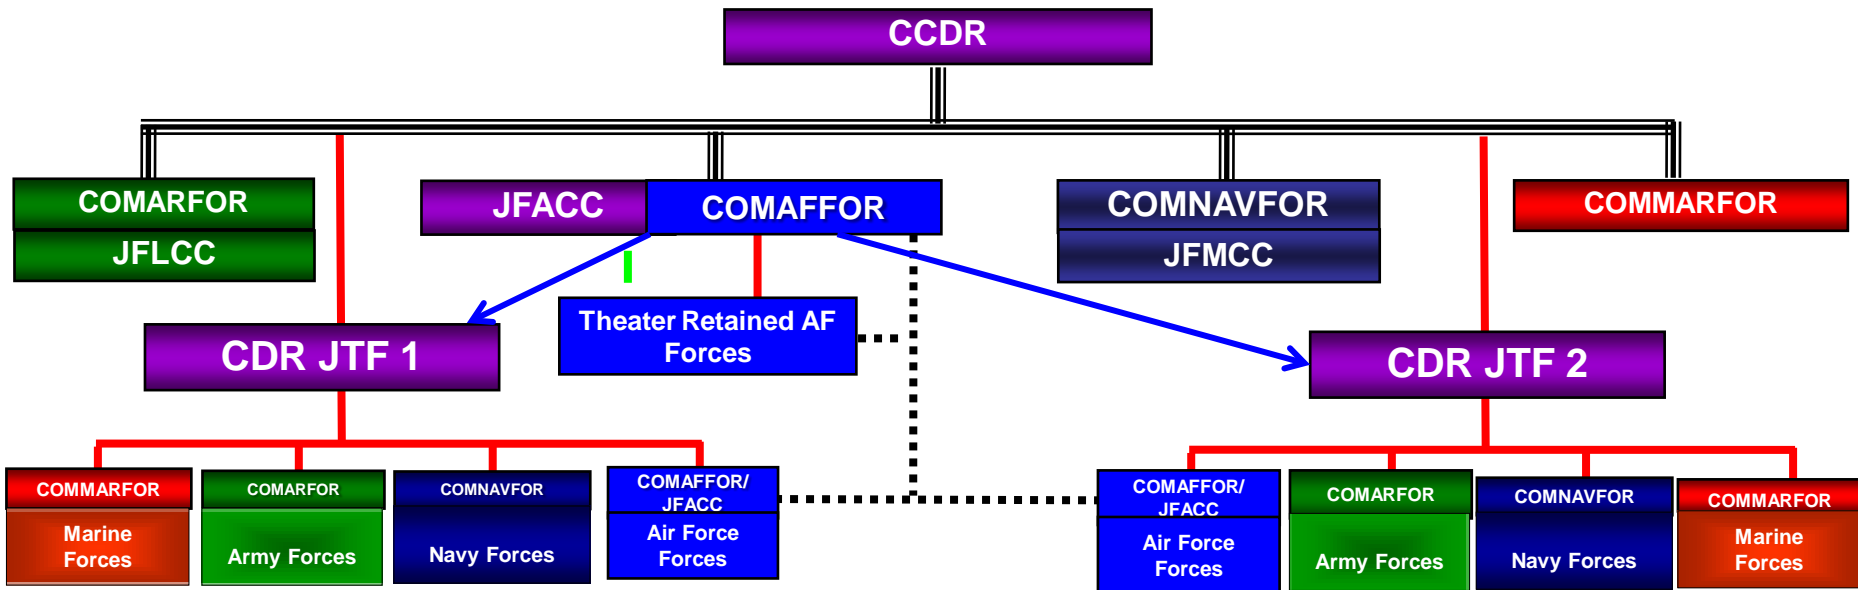 CCDR
COMARFOR
JFLCC
JFACC
COMAFFOR
COMNAVFOR
JFMCC
COMMARFOR
Theater Retained AF
Forces
CDR JTF 1
CDR JTF 2
COMMARFOR
Marine
Forces
COMARFOR
Army Forces
COMNAVFOR
Navy Forces
COMAFFOR/
JFACC
Air Force
Forces
COMAFFOR/
JFACC
Air Force
Forces
COMARFOR
Army Forces
COMNAVFOR
Navy Forces
COMMARFOR
Marine
Forces